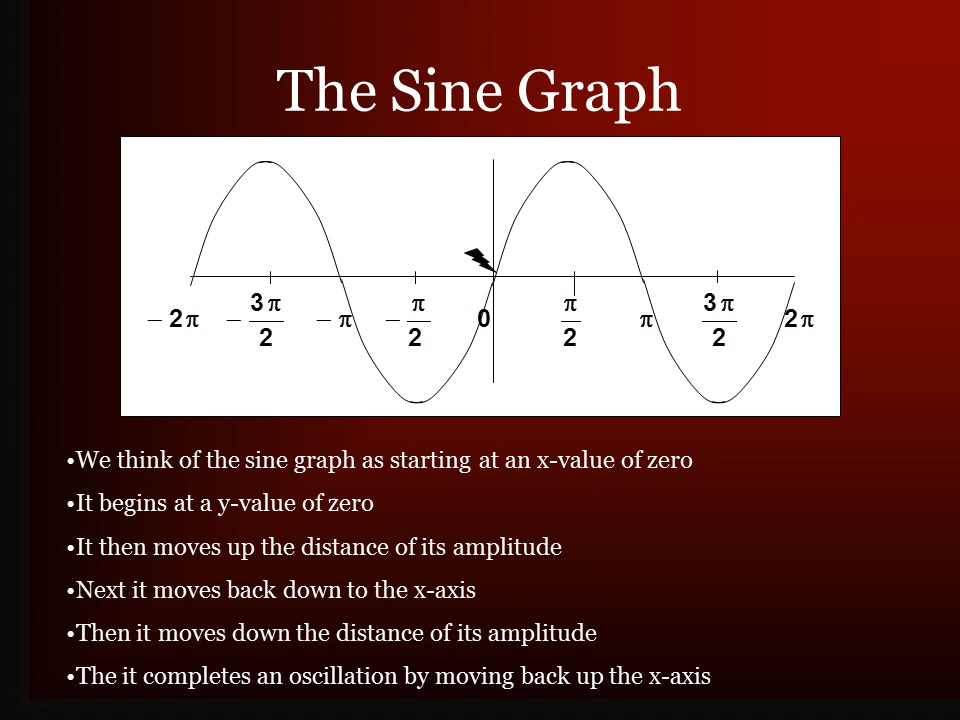 The Sine Graph
− 2π − 3π/2 − π − π/2 0 π/2 π 3π/2 2π
•We think of the sine graph as starting at an x-value of zero
•It begins at a y-value of zero
•It then moves up the distance of its amplitude
•Next it moves back down to the x-axis
•Then it moves down the distance of its amplitude
•The it completes an oscillation by moving back up the x-axis